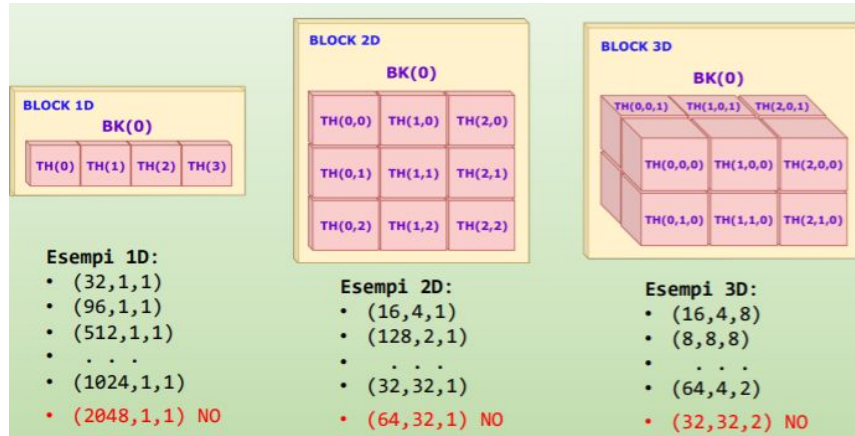 BLOCK 1D
BK(0)
TH(0) TH(1) TH(2) TH(3)
Esempi 1D:
• (32,1,1)
• (96,1,1)
• (512,1,1)
• . . .
• (1024,1,1)
• (2048,1,1) NO
BLOCK 2D
BK(0)
TH(0,0) TH(1,0) TH(2,0)
TH(0,1) TH(1,1) TH(2,1)
TH(0,2) TH(1,2) TH(2,2)
Esempi 2D:
• (16,4,1)
• (128,2,1)
• . . .
• (32,32,1)
• (64,32,1) NO
BLOCK 3D
BK(0)
TH(0,0,1) TH(1,0,1) TH(2,0,1)
TH(0,0,0) TH(1,0,0) TH(2,0,0)
TH(0,1,0) TH(1,1,0) TH(2,1,0)
Esempi 3D:
• (16,4,8)
• (8,8,8)
• . . .
• (64,4,2)
• (32,32,2) NO